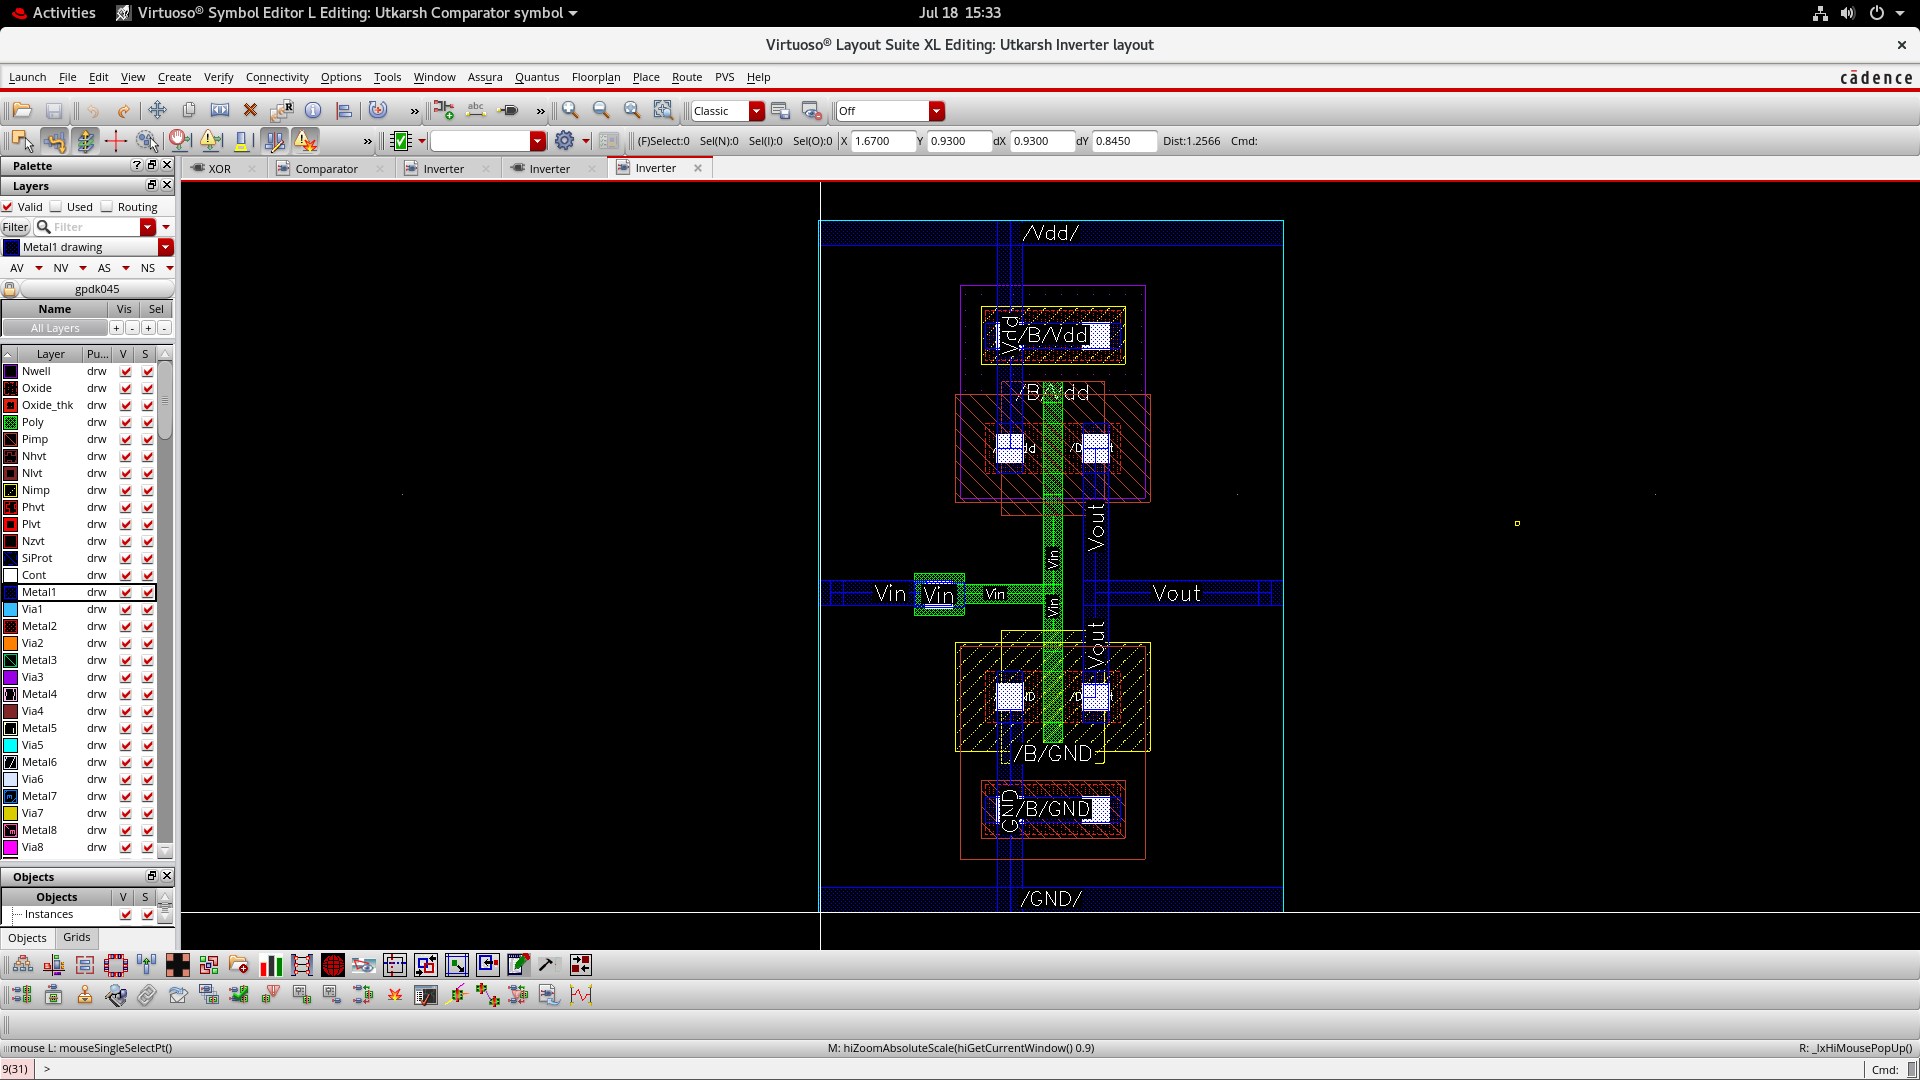 Activities
Virtuoso® Symbol Editor L Editing: Utkarsh Comparator symbol
Jul 18 15:33
Virtuoso® Layout Suite XL Editing: Utkarsh Inverter layout
Launch File Edit View Create Verify Connectivity Options Tools Window Assura Quantus Floorplan Place Route PVS Help
cādence
abc
»
»
Classic
Off
»
(F)Select:0 Sel(N):0 Sel(I):0 Sel(O):0 X 1.6700 Y 0.9300 dX 0.9300 dY 0.8450 Dist:1.2566 Cmd:
Palette
XOR Comparator Inverter Inverter Inverter
Layers
Valid Used Routing
Filter Filter
Metal1 drawing
AV NV AS NS
gpdk045
Name Vis Sel
All Layers + - + -
Layer Pu... V S
Nwell drw
Oxide drw
Oxide_thk drw
Poly drw
Pimp drw
Nhvt drw
Nlvt drw
Nimp drw
Phvt drw
Plvt drw
Nzvt drw
SiProt drw
Cont drw
Metal1 drw
Via1 drw
Metal2 drw
Via2 drw
Metal3 drw
Via3 drw
Metal4 drw
Via4 drw
Metal5 drw
Via5 drw
Metal6 drw
Via6 drw
Metal7 drw
Via7 drw
Metal8 drw
Via8 drw
Objects
Objects V S
Instances
Objects Grids
/Vdd/
Vdd
/B/Vdd
/B/Vdd
Vout
Vin
Vin
Vin
Vin
Vin
Vout
Vout
/B/GND
GND
/B/GND
/GND/
mouse L: mouseSingleSelectPt()
M: hiZoomAbsoluteScale(hiGetCurrentWindow() 0.9)
R: _lxHiMousePopUp()
9(31) >
Cmd: